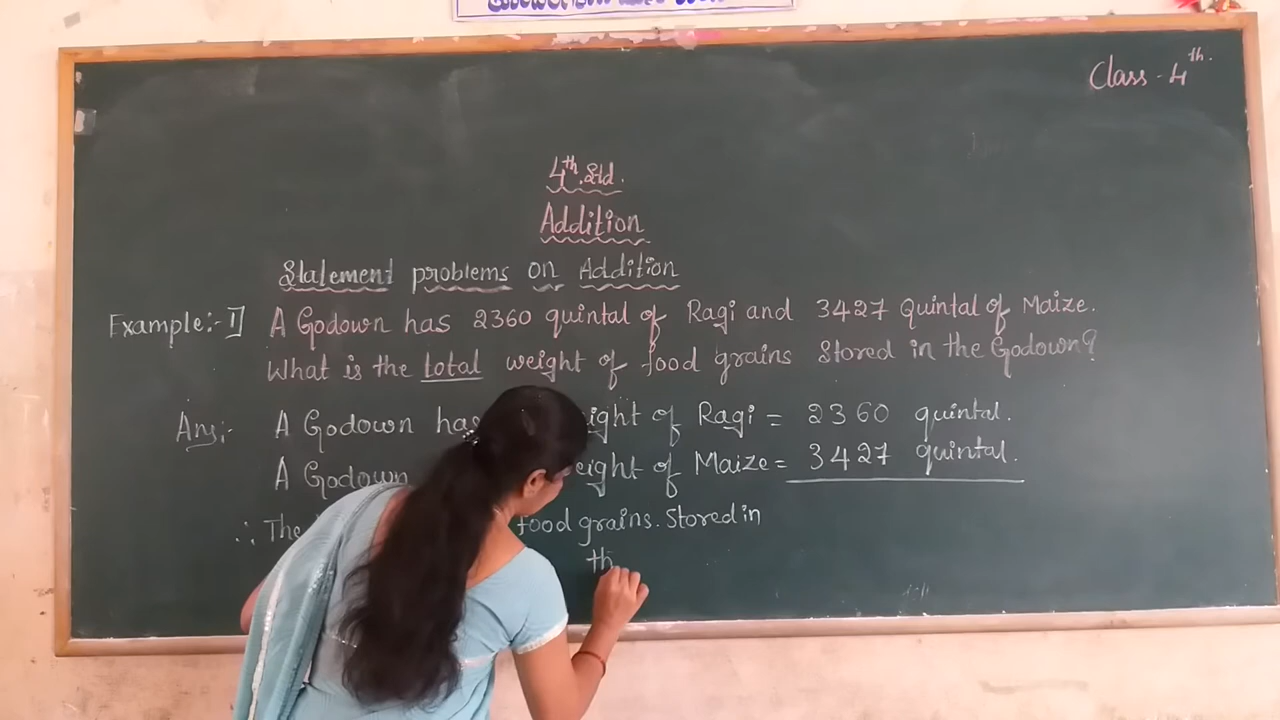 Class - 4th.
4th Std.
Addition
Statement problems on Addition
Example:- 1] A Godown has 2360 quintal of Ragi and 3427 Quintal of Maize.
What is the total weight of food grains Stored in the Godown?
Ans:- A Godown has of Ragi = 2360 quintal.
A Godown of Maize = 3427 quintal.
∴ The food grains. Stored in
th